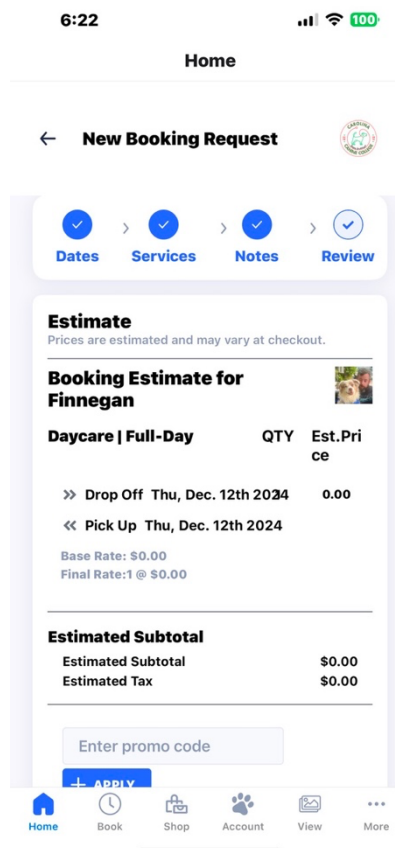 6:22
100
Home
New Booking Request
Dates
Services
Notes
Review
Estimate
Prices are estimated and may vary at checkout.
Booking Estimate for
Finnegan
Daycare | Full-Day QTY Est.Pri
ce
Drop Off Thu, Dec. 12th 2024 0.00
Pick Up Thu, Dec. 12th 2024
Base Rate: $0.00
Final Rate:1 @ $0.00
Estimated Subtotal
Estimated Subtotal $0.00
Estimated Tax $0.00
Enter promo code
+ APPLY
Home
Book
Shop
Account
View
More